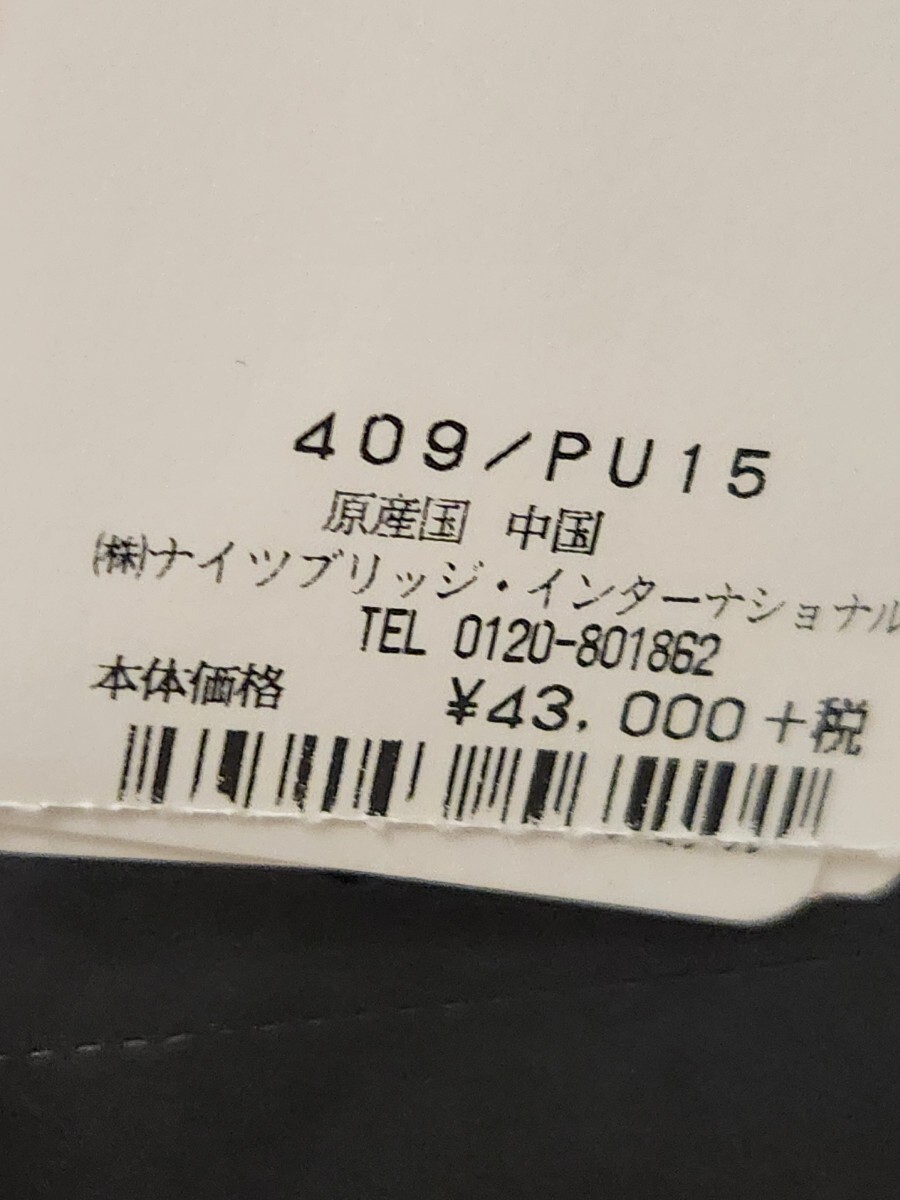 409/PU15
原産国 中国
㈱ナイツブリッジ・インターナショナル
TEL 0120-801862
本体価格 ¥43,000+税